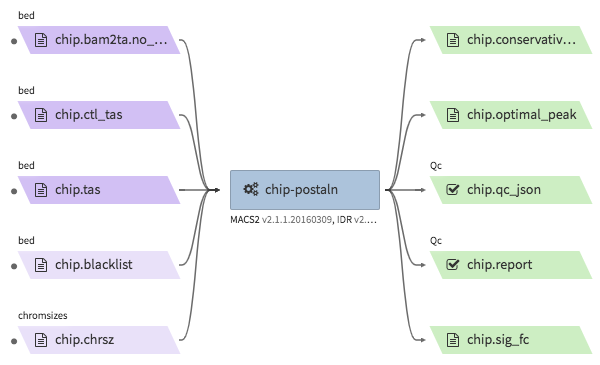 bed
chip.bam2ta.no_...
bed
chip.ctl_tas
bed
chip.tas
bed
chip.blacklist
chromsizes
chip.chrsz
chip-postaln
MACS2 v2.1.1.20160309, IDR v2....
chip.conservativ...
chip.optimal_peak
Qc
chip.qc_json
Qc
chip.report
chip.sig_fc